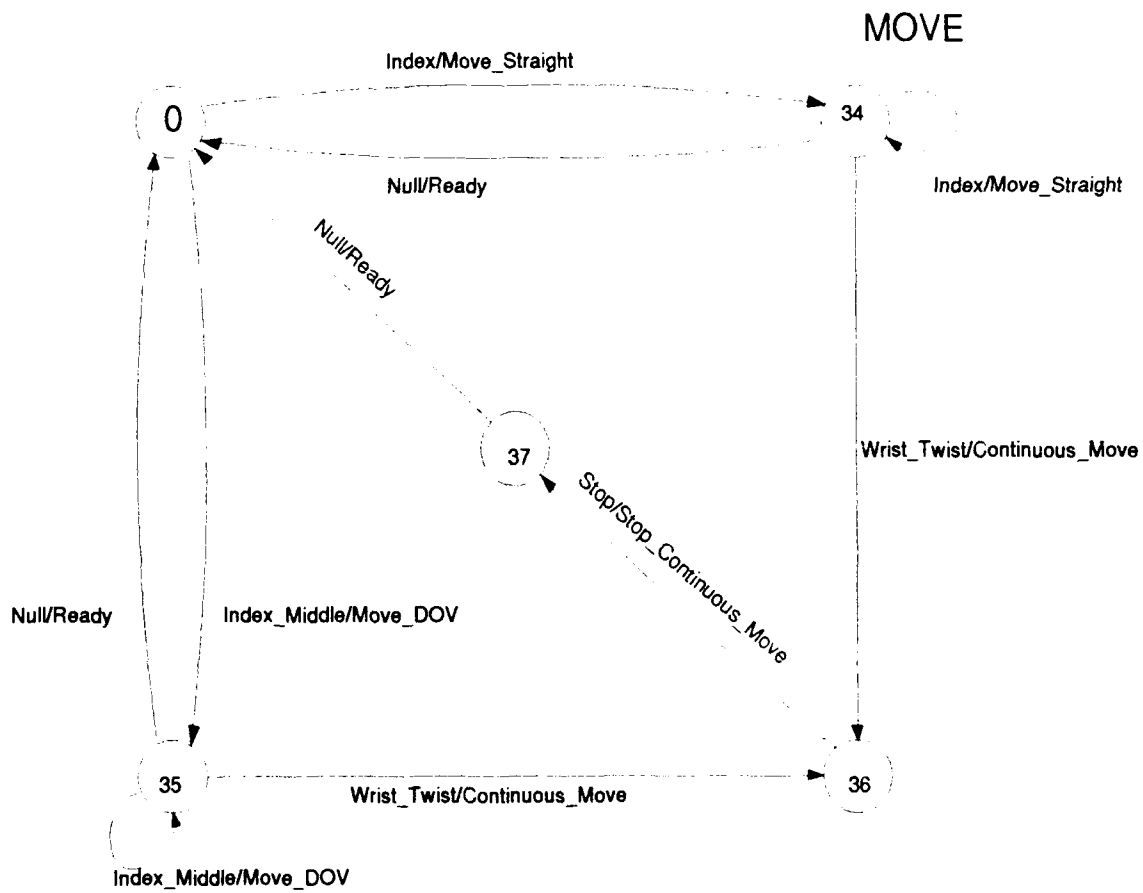 MOVE
Index/Move_Straight
0
34
Null/Ready
Index/Move_Straight
Null/Ready
37
Wrist_Twist/Continuous_Move
Stop/Stop_Continuous_Move
Null/Ready
Index_Middle/Move_DOV
35
36
Wrist_Twist/Continuous_Move
Index_Middle/Move_DOV